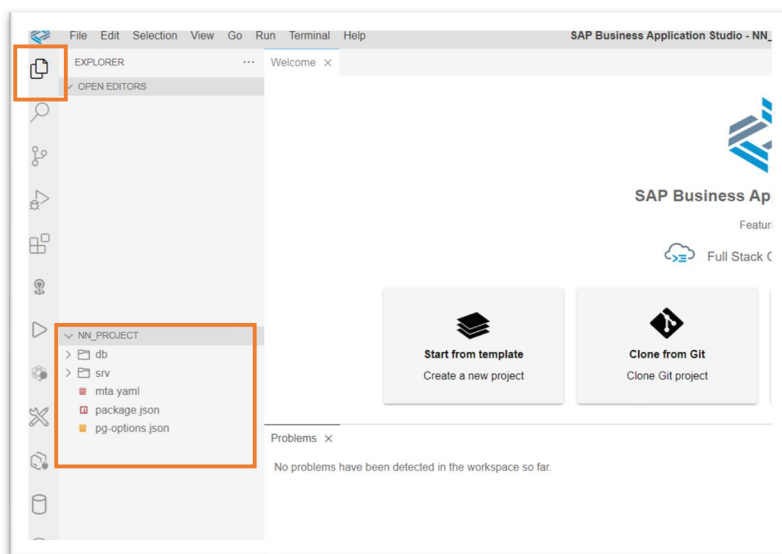 File Edit Selection View Go Run Terminal Help SAP Business Application Studio - NN_
EXPLORER ... Welcome ×
OPEN EDITORS
SAP Business Ap
Featuri
Full Stack C
Start from template
Create a new project
Clone from Git
Clone Git project
NN_PROJECT
db
srv
mta.yaml
package.json
pg-options.json
Problems ×
No problems have been detected in the workspace so far.